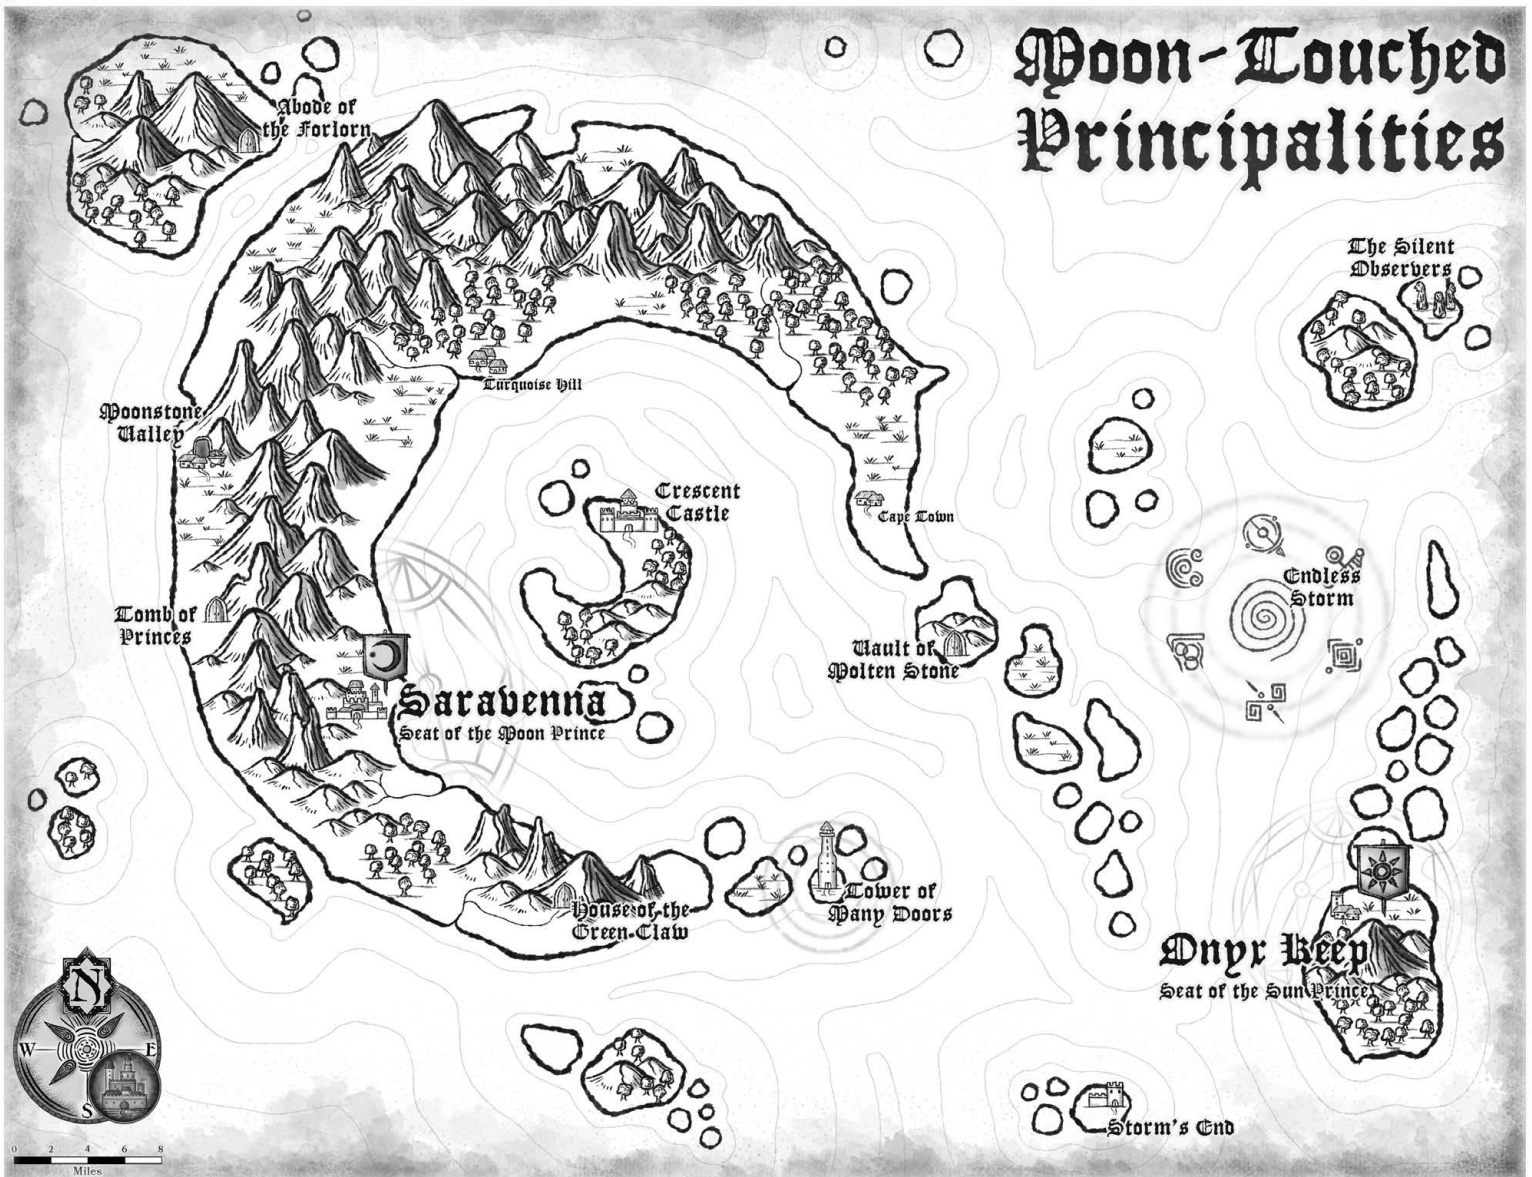 Moon-Touched
Principalities
Abode of
the Forlorn
The Silent
Observers
Turquoise Hill
Moonstone
Valley
Crescent
Castle
Cape Town
Endless
Storm
Tomb of
Princes
Vault of
Molten Stone
Saravenna
Seat of the Moon Prince
House of the
Green Claw
Tower of
Many Doors
Onyx Keep
Seat of the Sun Prince
Storm's End
N
W
E
S
0 2 4 6 8
Miles